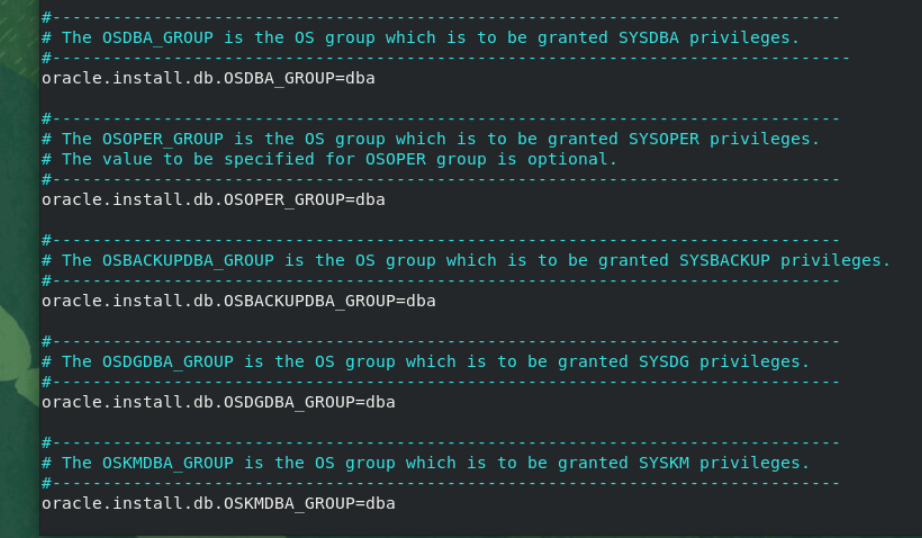 #------------------------------------------------------------------------------
# The OSDBA_GROUP is the OS group which is to be granted SYSDBA privileges.
#-------------------------------------------------------------------------------
oracle.install.db.OSDBA_GROUP=dba
#------------------------------------------------------------------------------
# The OSOPER_GROUP is the OS group which is to be granted SYSOPER privileges.
# The value to be specified for OSOPER group is optional.
#------------------------------------------------------------------------------
oracle.install.db.OSOPER_GROUP=dba
#------------------------------------------------------------------------------
# The OSBACKUPDBA_GROUP is the OS group which is to be granted SYSBACKUP privileges.
#------------------------------------------------------------------------------
oracle.install.db.OSBACKUPDBA_GROUP=dba
#------------------------------------------------------------------------------
# The OSDGDBA_GROUP is the OS group which is to be granted SYSDG privileges.
#------------------------------------------------------------------------------
oracle.install.db.OSDGDBA_GROUP=dba
#------------------------------------------------------------------------------
# The OSKMDBA_GROUP is the OS group which is to be granted SYSKM privileges.
#------------------------------------------------------------------------------
oracle.install.db.OSKMDBA_GROUP=dba